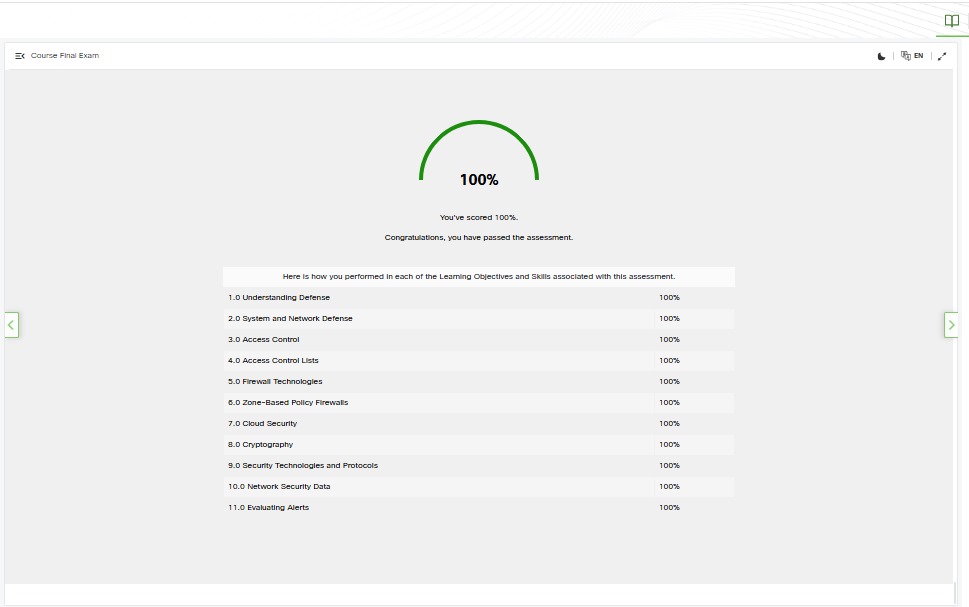 Course Final Exam
EN
100%
You've scored 100%.
Congratulations, you have passed the assessment.
Here is how you performed in each of the Learning Objectives and Skills associated with this assessment.
1.0 Understanding Defense 100%
2.0 System and Network Defense 100%
3.0 Access Control 100%
4.0 Access Control Lists 100%
5.0 Firewall Technologies 100%
6.0 Zone-Based Policy Firewalls 100%
7.0 Cloud Security 100%
8.0 Cryptography 100%
9.0 Security Technologies and Protocols 100%
10.0 Network Security Data 100%
11.0 Evaluating Alerts 100%